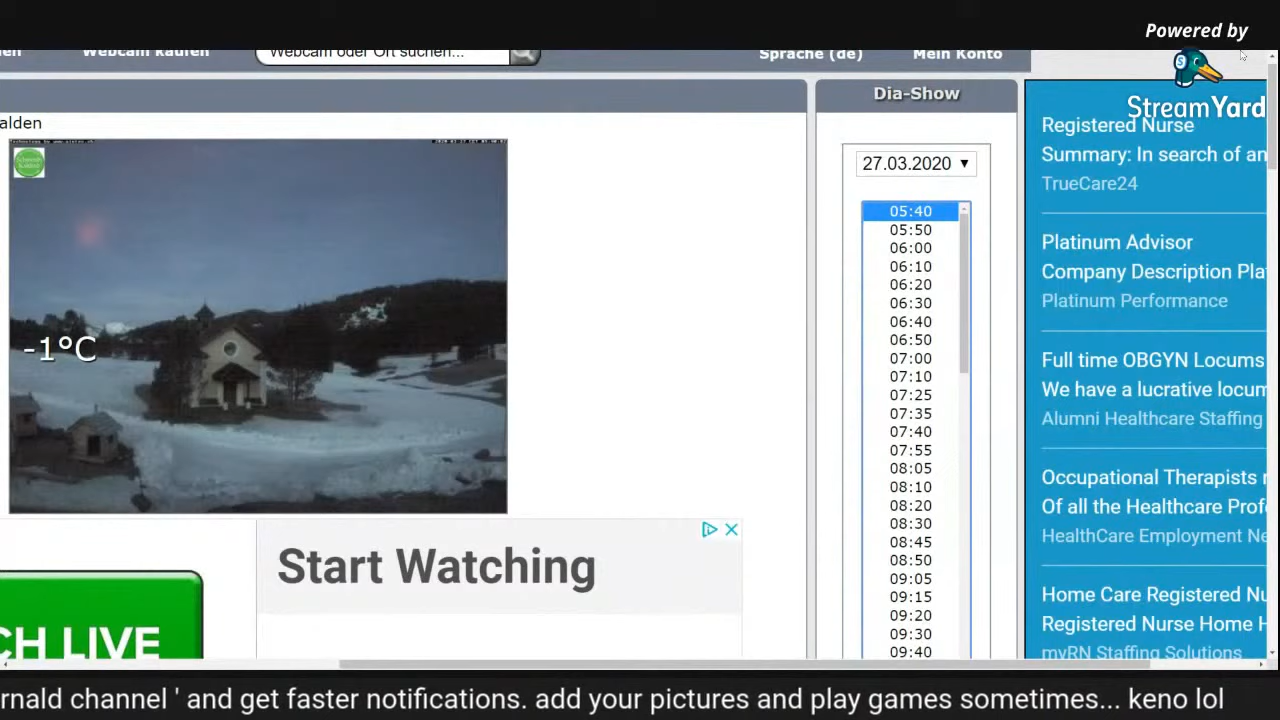 Powered by
StreamYard
Webcam kaufen
Webcam oder Ort suchen...
Sprache (de)
Mein Konto
alden
-1°C
Dia-Show
27.03.2020
05:40
05:50
06:00
06:10
06:20
06:30
06:40
06:50
07:00
07:10
07:25
07:35
07:40
07:55
08:05
08:10
08:20
08:30
08:45
08:50
09:05
09:15
09:20
09:30
09:40
Registered Nurse
Summary: In search of an
TrueCare24
Platinum Advisor
Company Description Pla
Platinum Performance
Full time OBGYN Locums
We have a lucrative locum
Alumni Healthcare Staffing
Occupational Therapists
Of all the Healthcare Prof
HealthCare Employment Ne
Home Care Registered Nu
Registered Nurse Home H
myRN Staffing Solutions
Start Watching
CH LIVE
rnald channel ' and get faster notifications. add your pictures and play games sometimes... keno lol